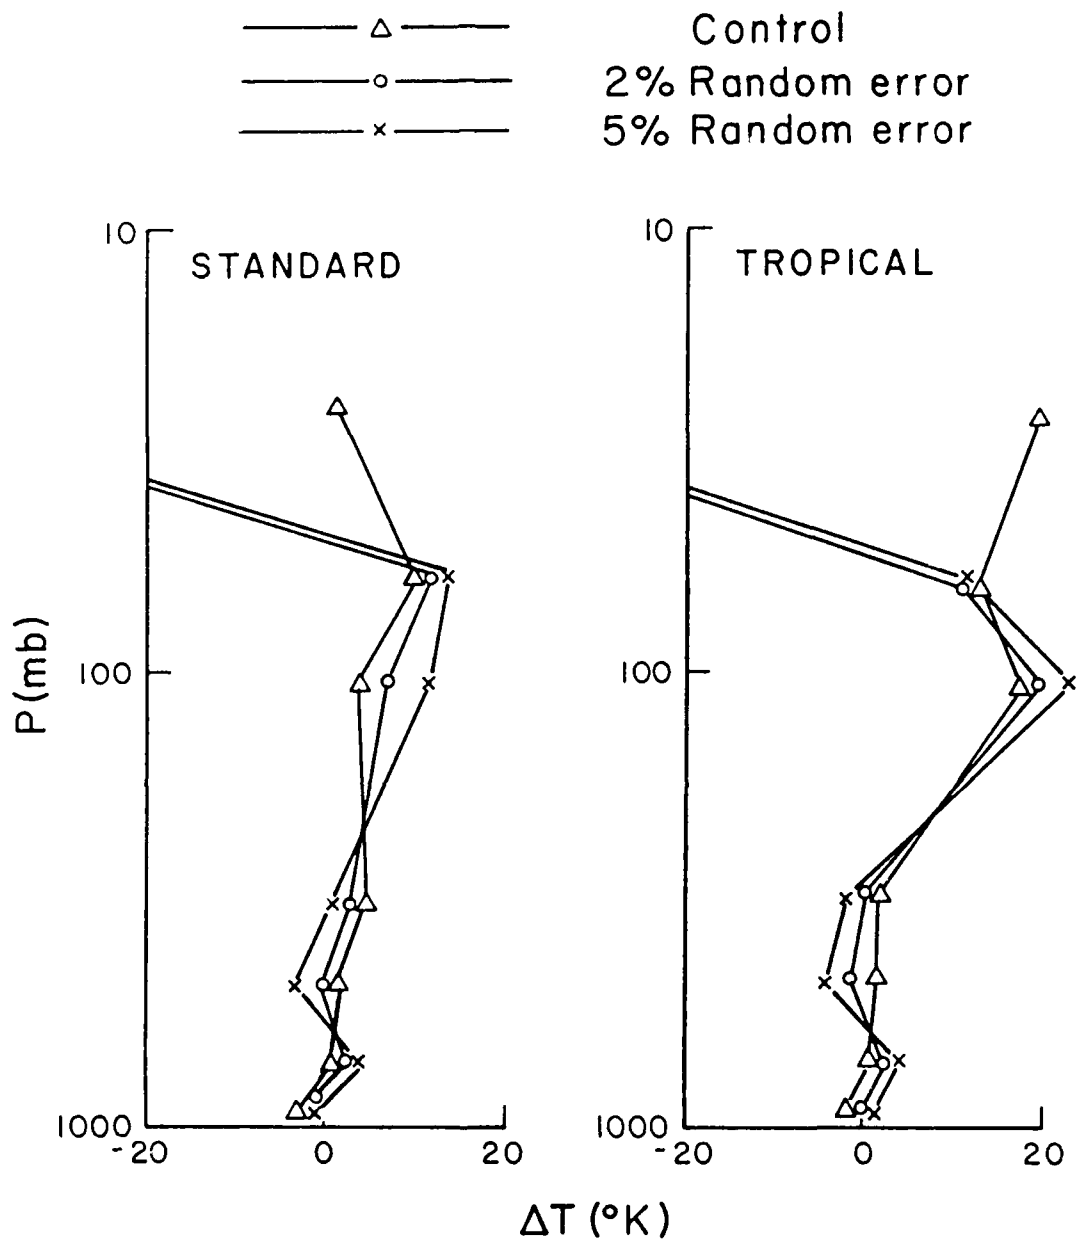 Control
2% Random error
5% Random error
10
STANDARD
100
1000
-20 0 20
10
TROPICAL
100
1000
-20 0 20
P(mb)
ΔT (°K)